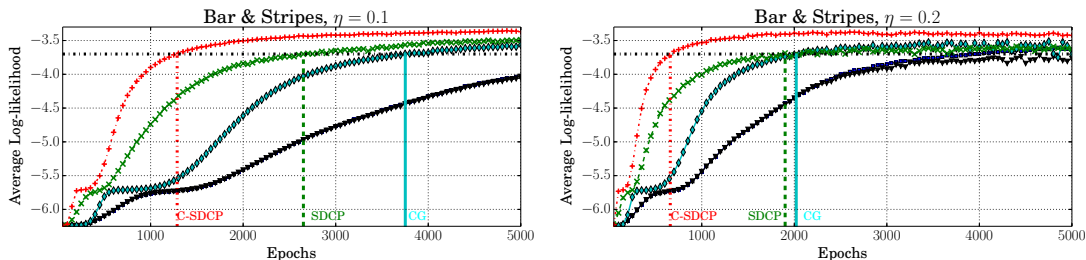 Bar & Stripes, η = 0.1
Average Log-likelihood
−3.5
−4.0
−4.5
−5.0
−5.5
−6.0
C-SDCP
SDCP
CG
1000
2000
3000
4000
5000
Epochs
Bar & Stripes, η = 0.2
Average Log-likelihood
−3.5
−4.0
−4.5
−5.0
−5.5
−6.0
C-SDCP
SDCP
CG
1000
2000
3000
4000
5000
Epochs